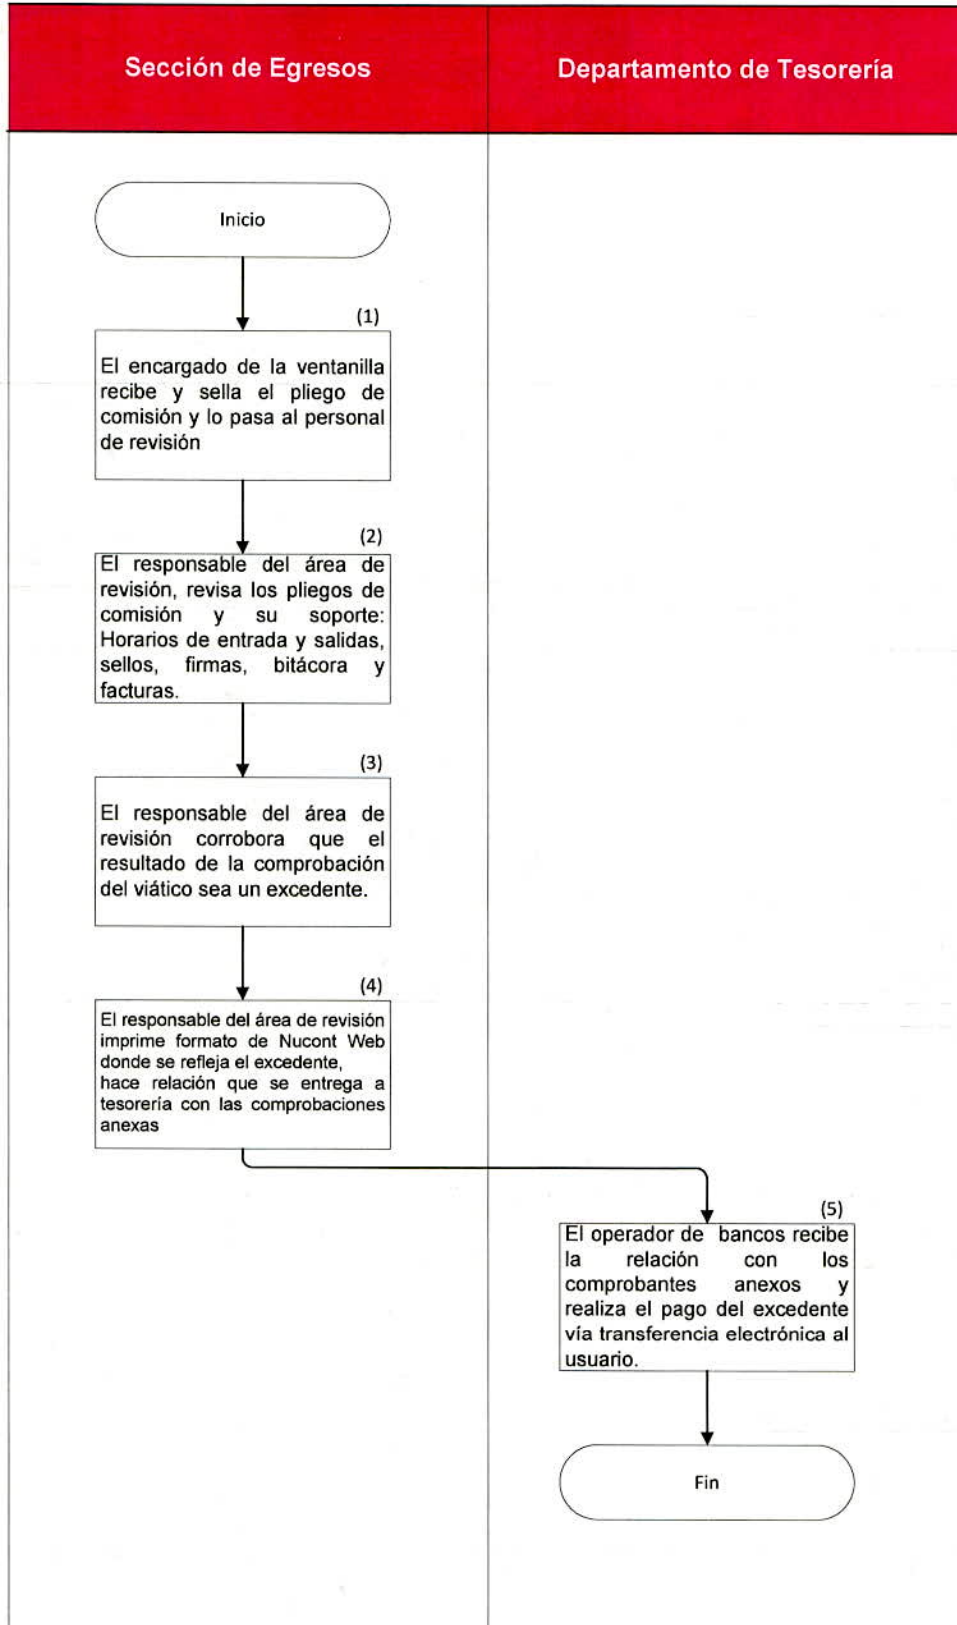 Sección de Egresos
Departamento de Tesorería
Inicio
(1)
El encargado de la ventanilla
recibe y sella el pliego de
comisión y lo pasa al personal
de revisión
(2)
El responsable del área de
revisión, revisa los pliegos de
comisión y su soporte:
Horarios de entrada y salidas,
sellos, firmas, bitácora y
facturas.
(3)
El responsable del área de
revisión corrobora que el
resultado de la comprobación
del viático sea un excedente.
(4)
El responsable del área de revisión
imprime formato de Nucont Web
donde se refleja el excedente,
hace relación que se entrega a
tesorería con las comprobaciones
anexas
(5)
El operador de bancos recibe
la relación con los
comprobantes anexos y
realiza el pago del excedente
vía transferencia electrónica al
usuario.
Fin